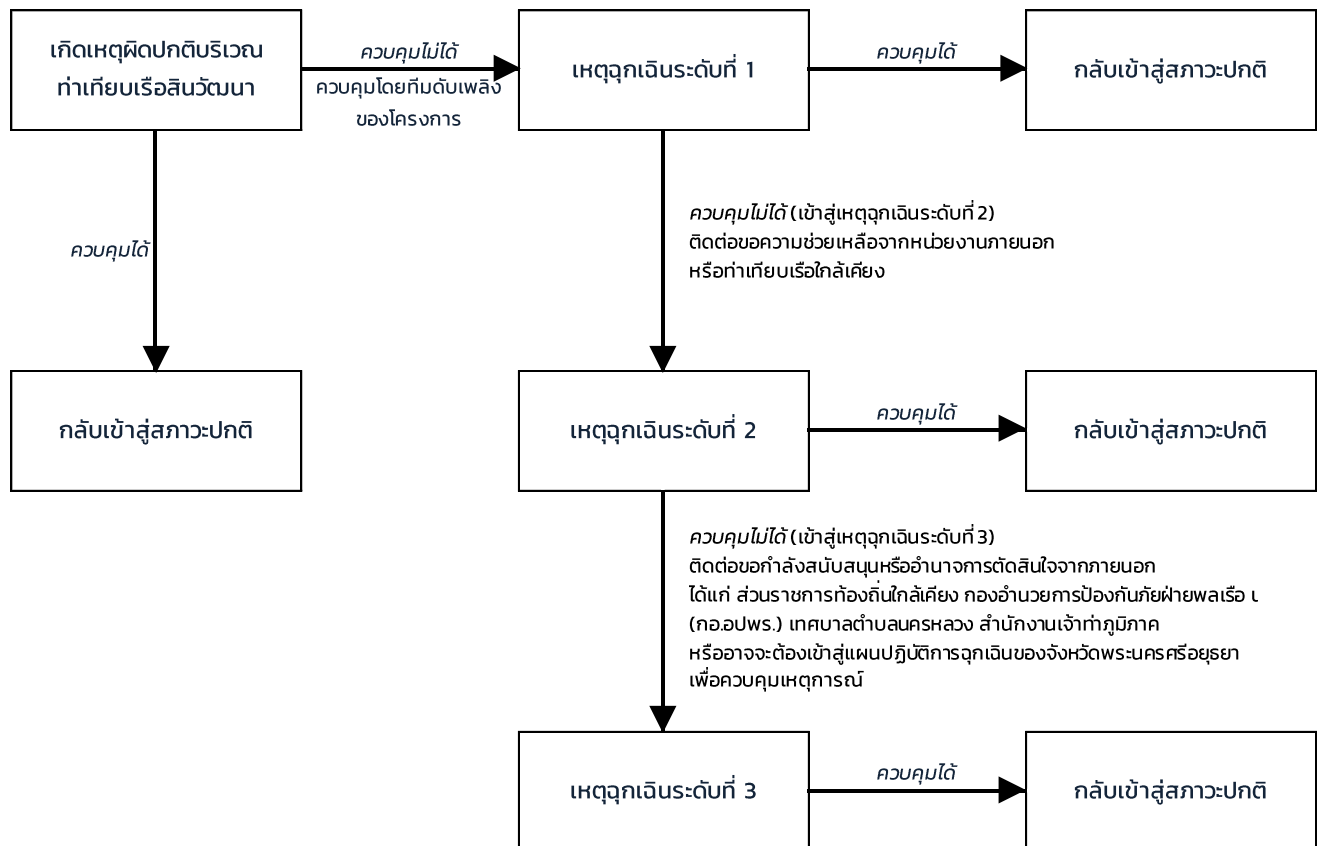 เกิดเหตุผิดปกติบริเวณ
ท่าเทียบเรือสินวัฒนา
ควบคุมไม่ได้
ควบคุมโดยทีมดับเพลิง
ของโครงการ
เหตุฉุกเฉินระดับที่ 1
ควบคุมได้
กลับเข้าสู่สภาวะปกติ
ควบคุมได้
ควบคุมไม่ได้ (เข้าสู่เหตุฉุกเฉินระดับที่ 2)
ติดต่อขอความช่วยเหลือจากหน่วยงานภายนอก
หรือท่าเทียบเรือใกล้เคียง
กลับเข้าสู่สภาวะปกติ
เหตุฉุกเฉินระดับที่ 2
ควบคุมได้
กลับเข้าสู่สภาวะปกติ
ควบคุมไม่ได้ (เข้าสู่เหตุฉุกเฉินระดับที่ 3)
ติดต่อขอกำลังสนับสนุนหรืออำนาจการตัดสินใจจากภายนอก
ได้แก่ ส่วนราชการท้องถิ่นใกล้เคียง กองอำนวยการป้องกันภัยฝ่ายพลเรือ
(กอ.อปพร.) เทศบาลตำบลนครหลวง สำนักงานเจ้าท่าภูมิภาค
หรืออาจจะต้องเข้าสู่แผนปฏิบัติการฉุกเฉินของจังหวัดพระนครศรีอยุธยา
เพื่อควบคุมเหตุการณ์
เหตุฉุกเฉินระดับที่ 3
ควบคุมได้
กลับเข้าสู่สภาวะปกติ